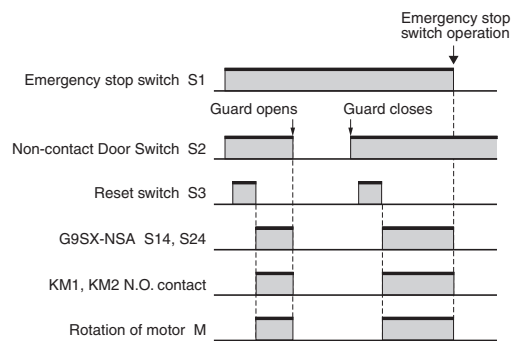 Emergency stop
switch operation
Emergency stop switch S1
Guard opens
Guard closes
Non-contact Door Switch S2
Reset switch S3
G9SX-NSA S14, S24
KM1, KM2 N.O. contact
Rotation of motor M